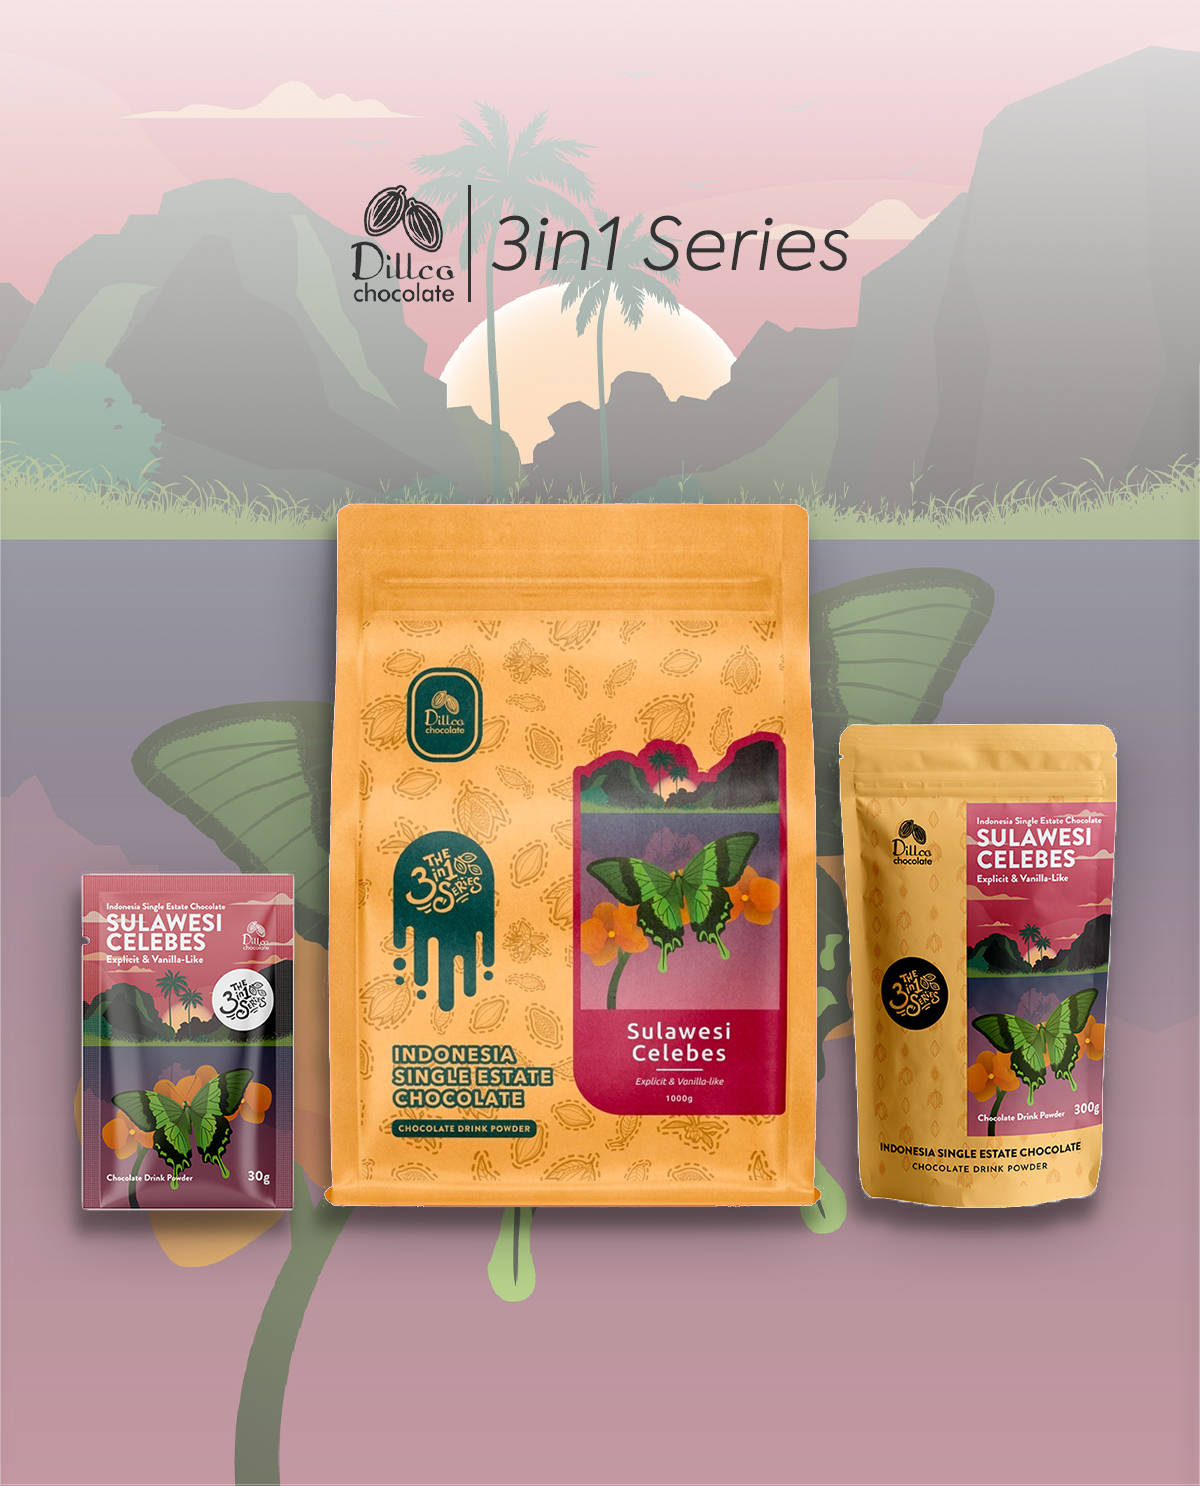 Dillco
chocolate
3in1 Series
Dillco
chocolate
THE
3in1
SERIES
INDONESIA
SINGLE ESTATE
CHOCOLATE
CHOCOLATE DRINK POWDER
Sulawesi
Celebes
Explicit & Vanilla-like
1000g
Indonesia Single Estate Chocolate
SULAWESI
CELEBES
Explicit & Vanilla-Like
Dillco
chocolate
THE
3in1
SERIES
Chocolate Drink Powder
30g
Dillco
chocolate
Indonesia Single Estate Chocolate
SULAWESI
CELEBES
Explicit & Vanilla-Like
THE
3in1
SERIES
Chocolate Drink Powder
300g
INDONESIA SINGLE ESTATE CHOCOLATE
CHOCOLATE DRINK POWDER